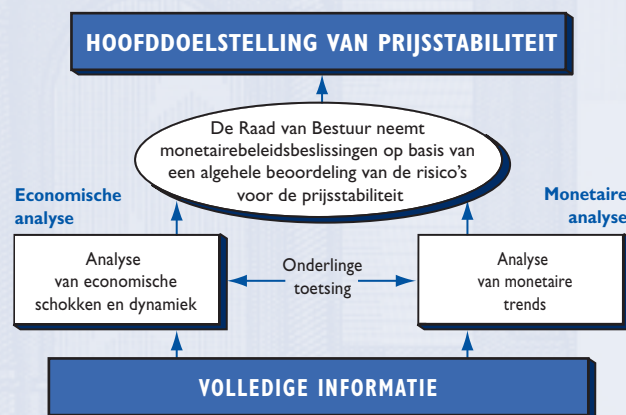 HOOFDDOELSTELLING VAN PRIJSSTABILITEIT
De Raad van Bestuur neemt
monetairebeleidsbeslissingen op basis van
een algehele beoordeling van de risico's
voor de prijsstabiliteit
Economische
analyse
Monetaire
analyse
Analyse
van economische
schokken en dynamiek
Onderlinge
toetsing
Analyse
van monetaire
trends
VOLLEDIGE INFORMATIE